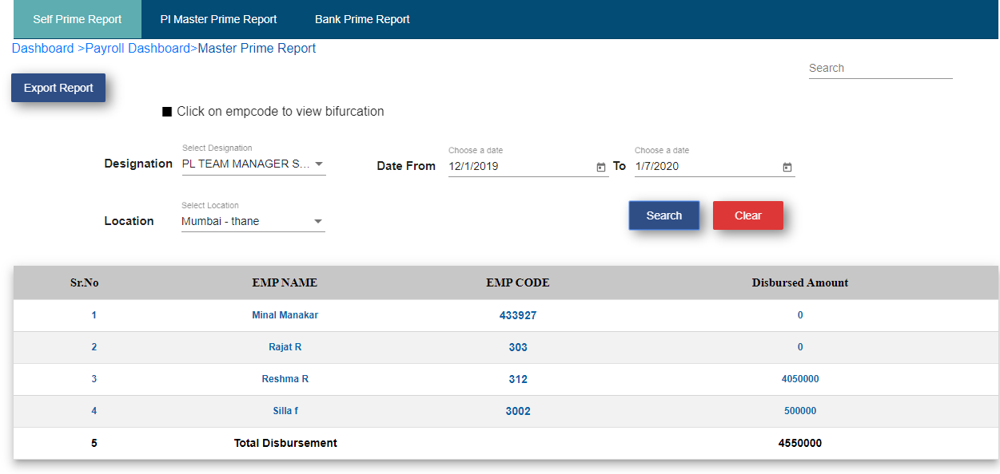 Self Prime Report PI Master Prime Report Bank Prime Report
Dashboard >Payroll Dashboard>Master Prime Report
Search
Export Report
Click on empcode to view bifurcation
Select Designation Choose a date Choose a date
Designation PL TEAM MANAGER S... Date From 12/1/2019 To 1/7/2020
Select Location
Location Mumbai - thane Search Clear
Sr.No EMP NAME EMP CODE Disbursed Amount
1 Minal Manakar 433927 0
2 Rajat R 303 0
3 Reshma R 312 4050000
4 Silla f 3002 500000
5 Total Disbursement 4550000